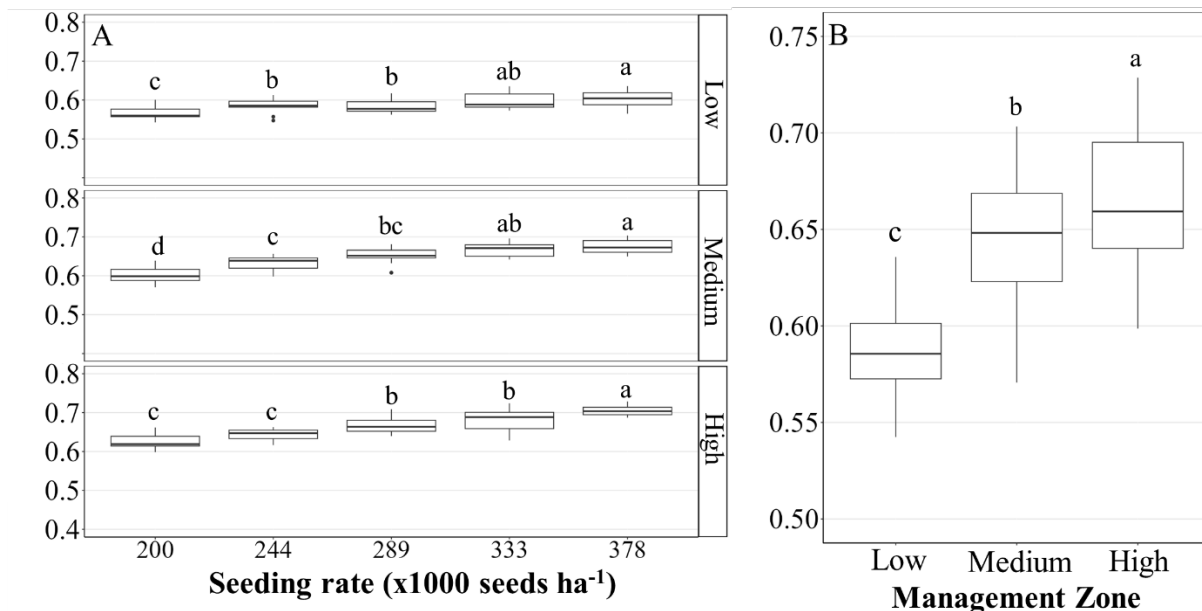 A
0.8
0.7
0.6
0.5
c b b ab a
Low
0.8
0.7
0.6
0.5
d c bc ab a
Medium
0.8
0.7
0.6
0.5
0.4
c c b b a
High
200 244 289 333 378
Seeding rate (x1000 seeds ha⁻¹)
B
0.75
0.70
0.65
0.60
0.55
0.50
c b a
Low Medium High
Management Zone